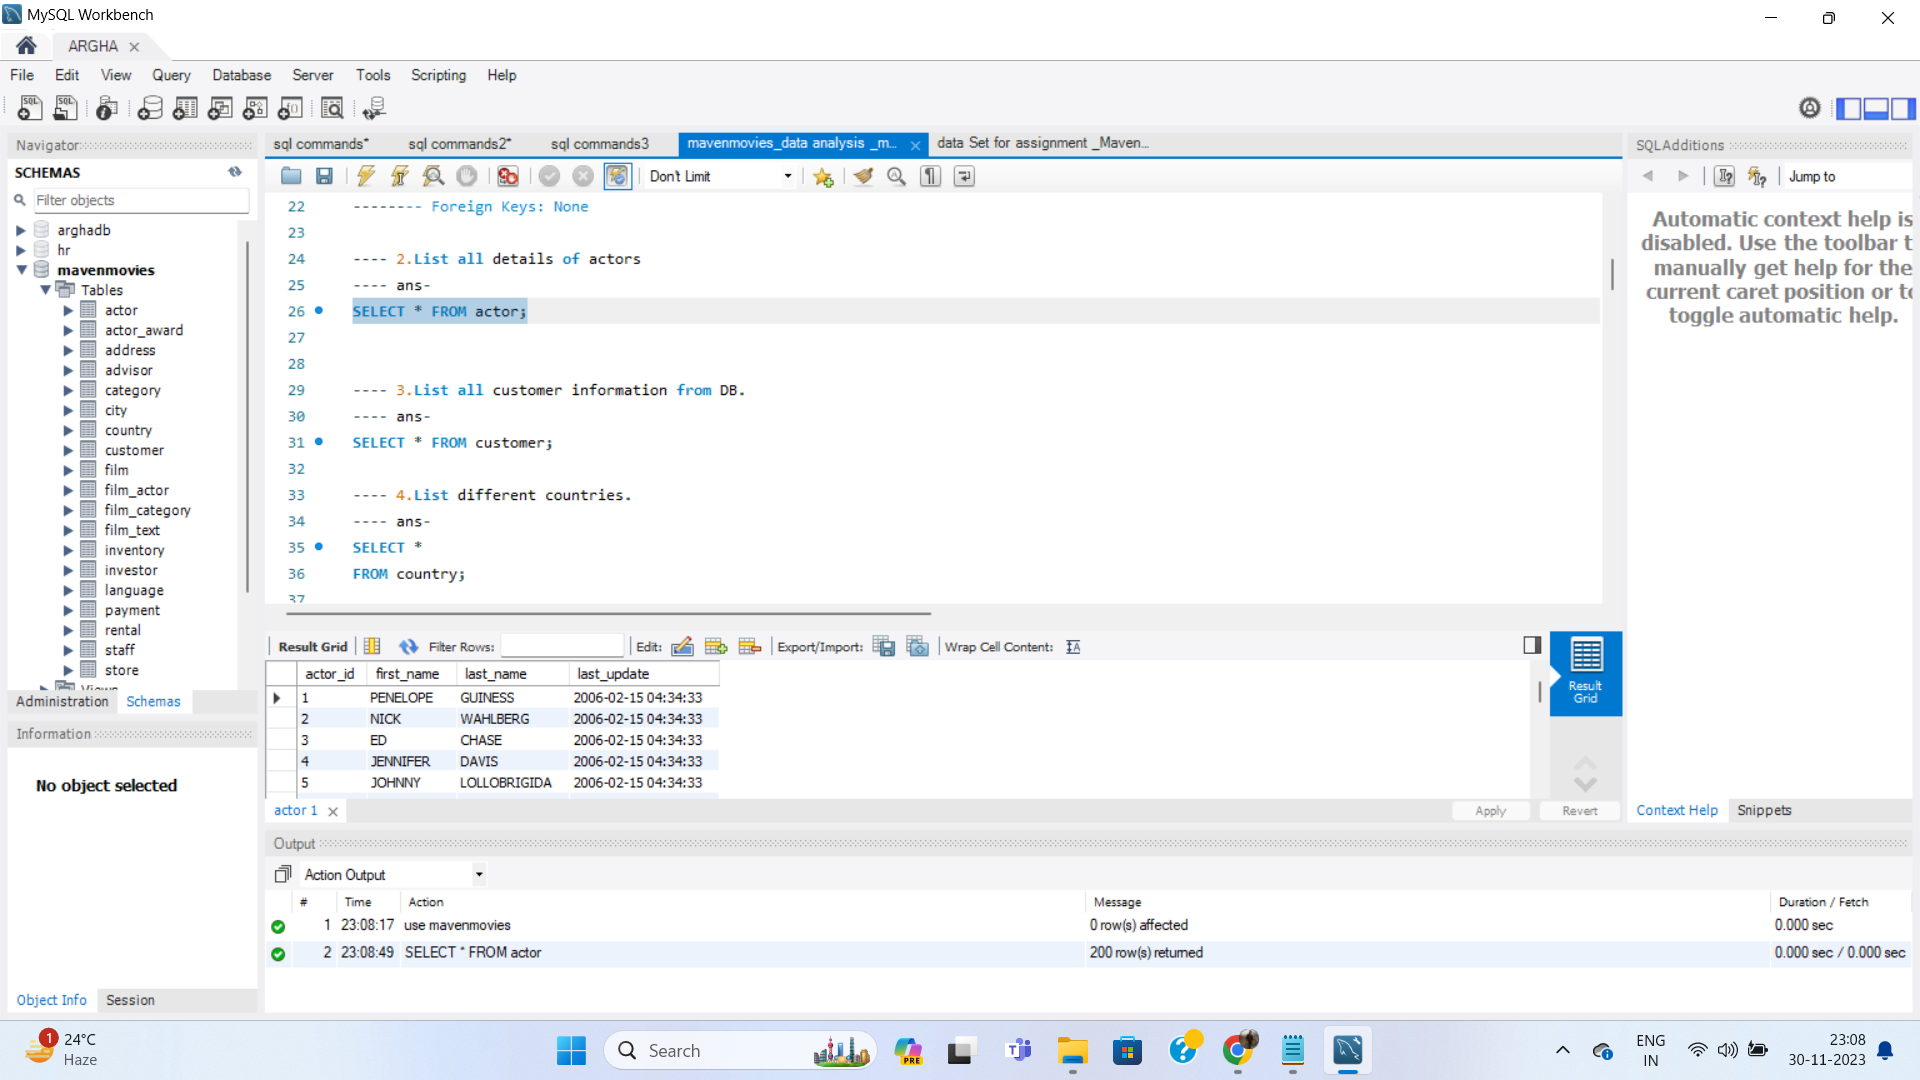 MySQL Workbench
ARGHA
File Edit View Query Database Server Tools Scripting Help
Navigator
SCHEMAS
Filter objects
arghadb
hr
mavenmovies
Tables
actor
actor_award
address
advisor
category
city
country
customer
film
film_actor
film_category
film_text
inventory
investor
language
payment
rental
staff
store
Views
Administration Schemas
Information
No object selected
Object Info Session
sql commands* sql commands2* sql commands3 mavenmovies_data analysis _m... data Set for assignment _Maven...
Don't Limit
22 -------- Foreign Keys: None
23
24 ---- 2.List all details of actors
25 ---- ans-
26 SELECT * FROM actor;
27
28
29 ---- 3.List all customer information from DB.
30 ---- ans-
31 SELECT * FROM customer;
32
33 ---- 4.List different countries.
34 ---- ans-
35 SELECT *
36 FROM country;
37
Result Grid Filter Rows: Edit: Export/Import: Wrap Cell Content:
actor_id first_name last_name last_update
1 PENELOPE GUINESS 2006-02-15 04:34:33
2 NICK WAHLBERG 2006-02-15 04:34:33
3 ED CHASE 2006-02-15 04:34:33
4 JENNIFER DAVIS 2006-02-15 04:34:33
5 JOHNNY LOLLOBRIGIDA 2006-02-15 04:34:33
Result
Grid
actor 1
Apply Revert
SQLAdditions
Jump to
Automatic context help is
disabled. Use the toolbar t
manually get help for the
current caret position or to
toggle automatic help.
Context Help Snippets
Output
Action Output
# Time Action Message Duration / Fetch
1 23:08:17 use mavenmovies 0 row(s) affected 0.000 sec
2 23:08:49 SELECT * FROM actor 200 row(s) returned 0.000 sec / 0.000 sec
1
24°C
Haze
Search
PRE
ENG
IN
23:08
30-11-2023